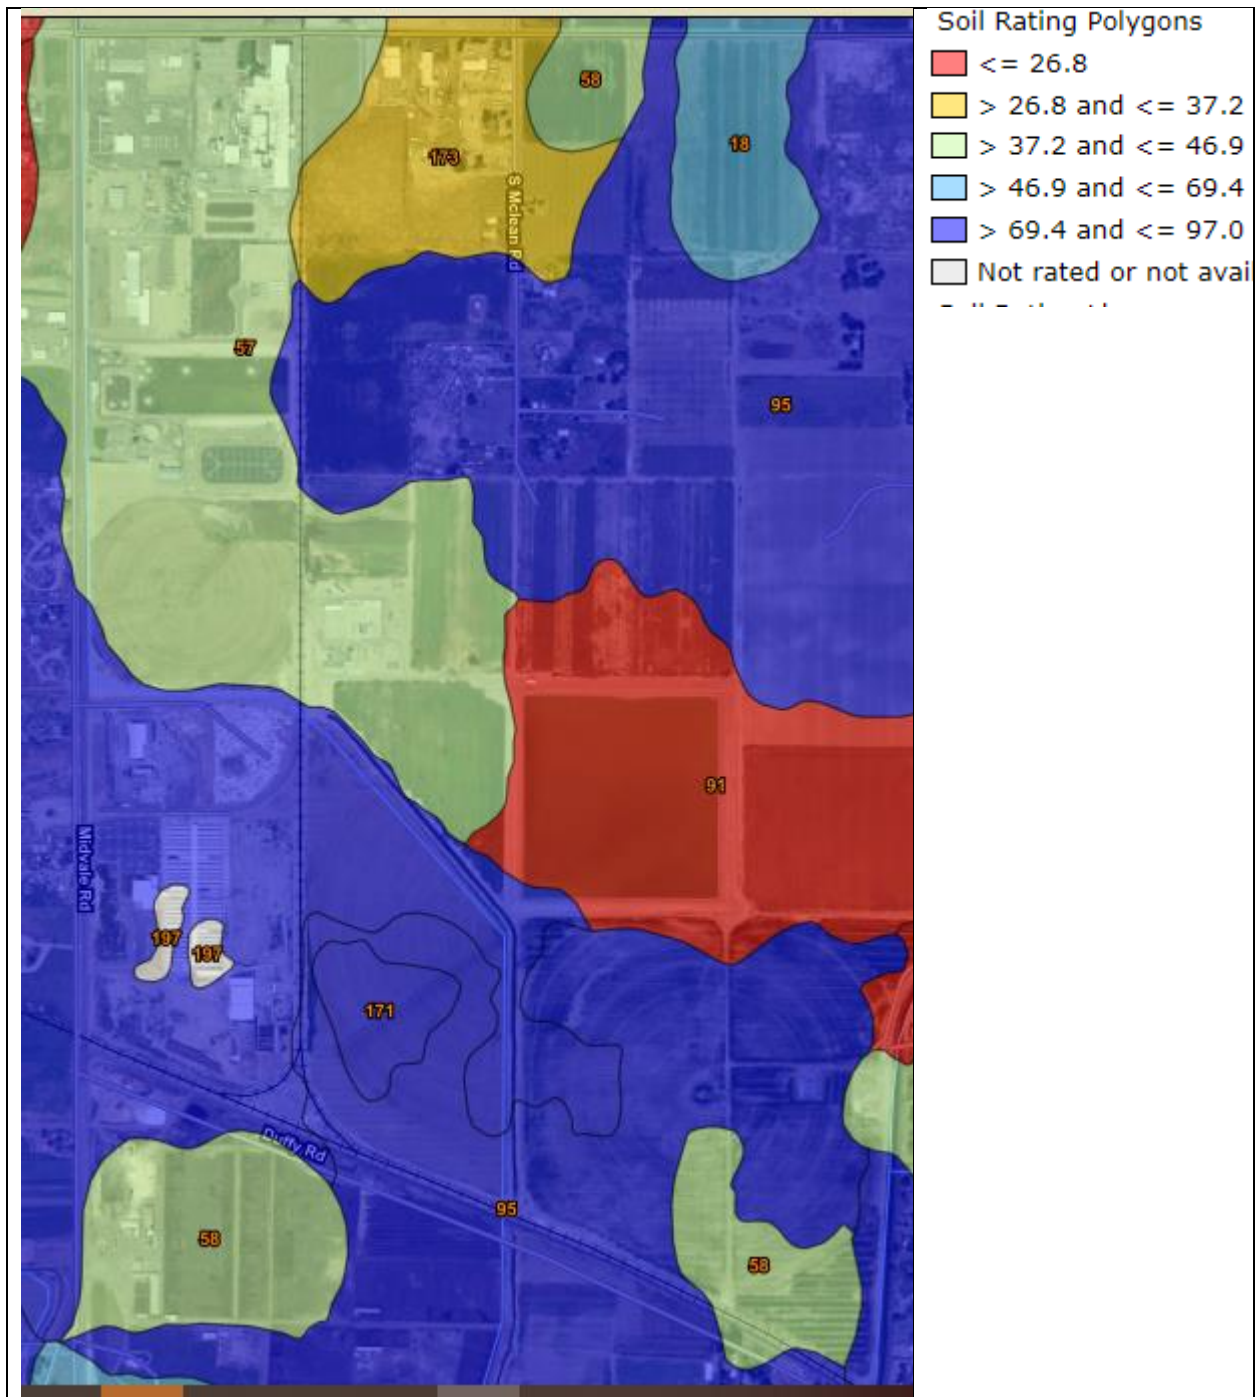 Soil Rating Polygons
<= 26.8
> 26.8 and <= 37.2
> 37.2 and <= 46.9
> 46.9 and <= 69.4
> 69.4 and <= 97.0
Not rated or not avai
58
18
173
S Mclean Rd
57
95
91
Midvale Rd
197
197
171
Duffy Rd
95
58
58